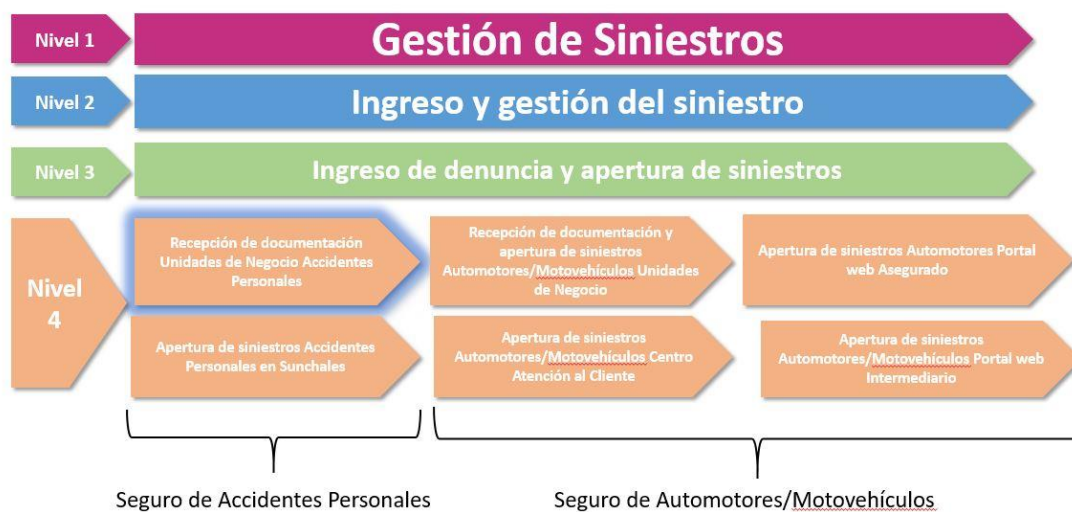 Nivel 1
Gestión de Siniestros
Nivel 2
Ingreso y gestión del siniestro
Nivel 3
Ingreso de denuncia y apertura de siniestros
Nivel
4
Recepción de documentación
Unidades de Negocio Accidentes
Personales
Recepción de documentación y
apertura de siniestros
Automotores/Motovehículos Unidades
de Negocio
Apertura de siniestros Automotores Portal
web Asegurado
Apertura de siniestros Accidentes
Personales en Sunchales
Apertura de siniestros
Automotores/Motovehículos Centro
Atención al Cliente
Apertura de siniestros
Automotores/Motovehículos Portal web
Intermediario
Seguro de Accidentes Personales
Seguro de Automotores/Motovehículos